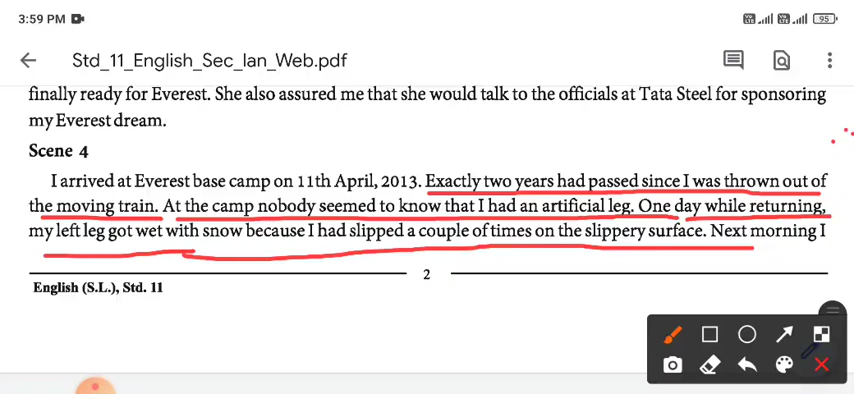 3:59 PM
95
Std_11_English_Sec_lan_Web.pdf
finally ready for Everest. She also assured me that she would talk to the officials at Tata Steel for sponsoring
my Everest dream.
Scene 4
I arrived at Everest base camp on 11th April, 2013. Exactly two years had passed since I was thrown out of
the moving train. At the camp nobody seemed to know that I had an artificial leg. One day while returning,
my left leg got wet with snow because I had slipped a couple of times on the slippery surface. Next morning I
2
English (S.L.), Std. 11